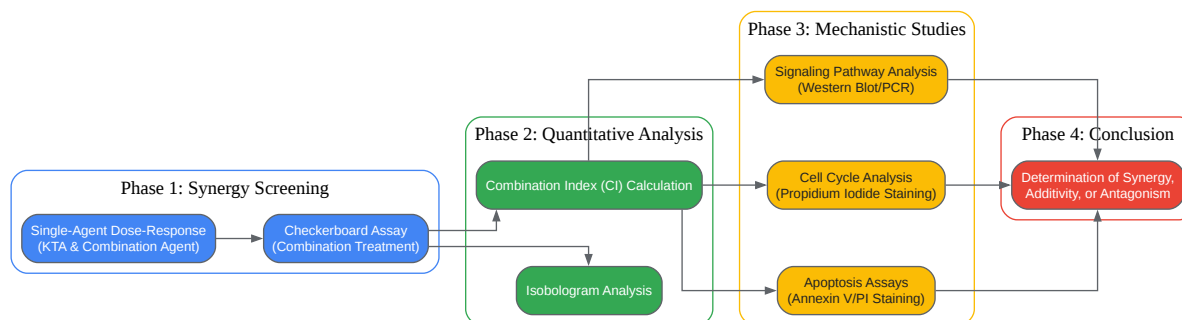 Phase 1: Synergy Screening
Single-Agent Dose-Response
(KTA & Combination Agent)
Checkerboard Assay
(Combination Treatment)
Phase 2: Quantitative Analysis
Combination Index (CI) Calculation
Isobologram Analysis
Phase 3: Mechanistic Studies
Signaling Pathway Analysis
(Western Blot/PCR)
Cell Cycle Analysis
(Propidium Iodide Staining)
Apoptosis Assays
(Annexin V/PI Staining)
Phase 4: Conclusion
Determination of Synergy,
Additivity, or Antagonism